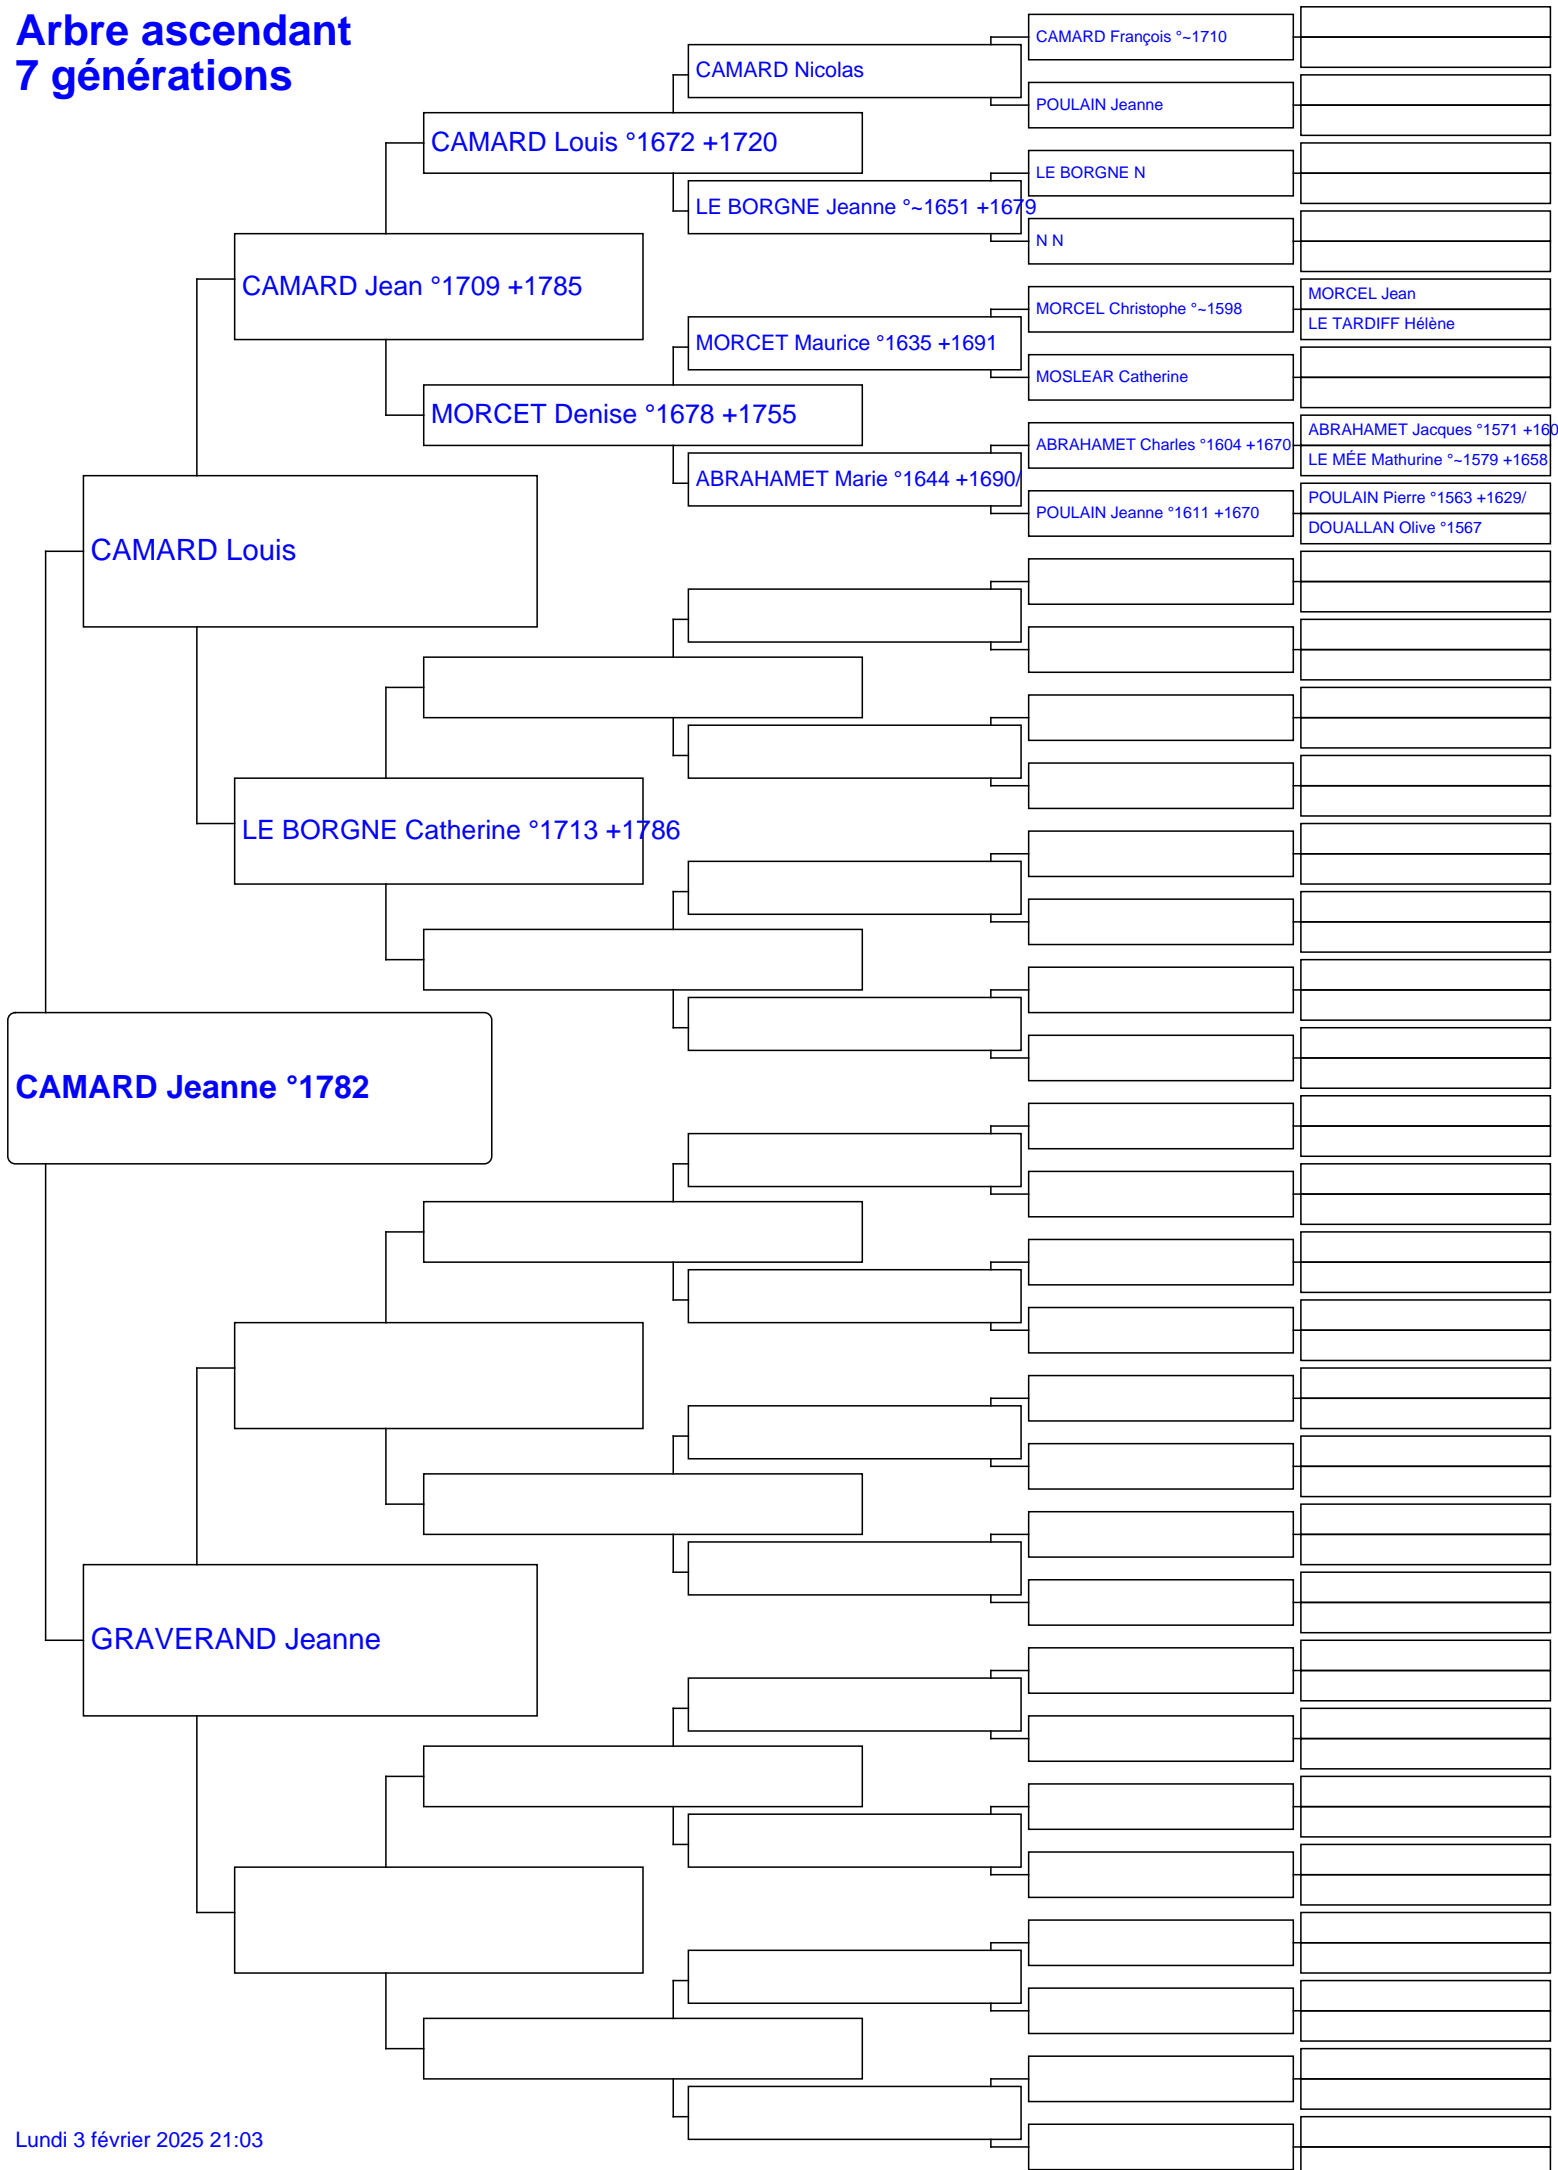 Arbre ascendant
7 générations
CAMARD François °~1710
CAMARD Nicolas
POULAIN Jeanne
CAMARD Louis °1672 +1720
LE BORGNE N
LE BORGNE Jeanne °~1651 +1679
N N
CAMARD Jean °1709 +1785
MORCEL Jean
MORCEL Christophe °~1598
LE TARDIFF Hélène
MORCET Maurice °1635 +1691
MOSLEAR Catherine
MORCET Denise °1678 +1755
ABRAHAMET Jacques °1571 +160
ABRAHAMET Charles °1604 +1670
LE MÉE Mathurine °~1579 +1658
ABRAHAMET Marie °1644 +1690/
POULAIN Pierre °1563 +1629/
POULAIN Jeanne °1611 +1670
DOUALLAN Olive °1567
CAMARD Louis
LE BORGNE Catherine °1713 +1786
CAMARD Jeanne °1782
GRAVERAND Jeanne
Lundi 3 février 2025 21:03